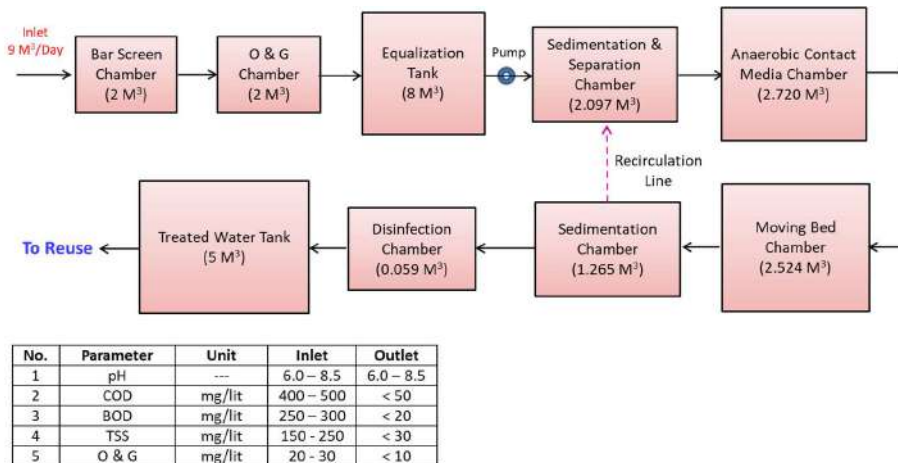 Inlet
9 M³/Day
Bar Screen
Chamber
(2 M³)
O & G
Chamber
(2 M³)
Equalization
Tank
(8 M³)
Pump
Sedimentation &
Separation
Chamber
(2.097 M³)
Anaerobic Contact
Media Chamber
(2.720 M³)
Recirculation
Line
To Reuse
Treated Water Tank
(5 M³)
Disinfection
Chamber
(0.059 M³)
Sedimentation
Chamber
(1.265 M³)
Moving Bed
Chamber
(2.524 M³)
No. Parameter Unit Inlet Outlet
1 pH --- 6.0 – 8.5 6.0 – 8.5
2 COD mg/lit 400 – 500 < 50
3 BOD mg/lit 250 – 300 < 20
4 TSS mg/lit 150 - 250 < 30
5 O & G mg/lit 20 - 30 < 10